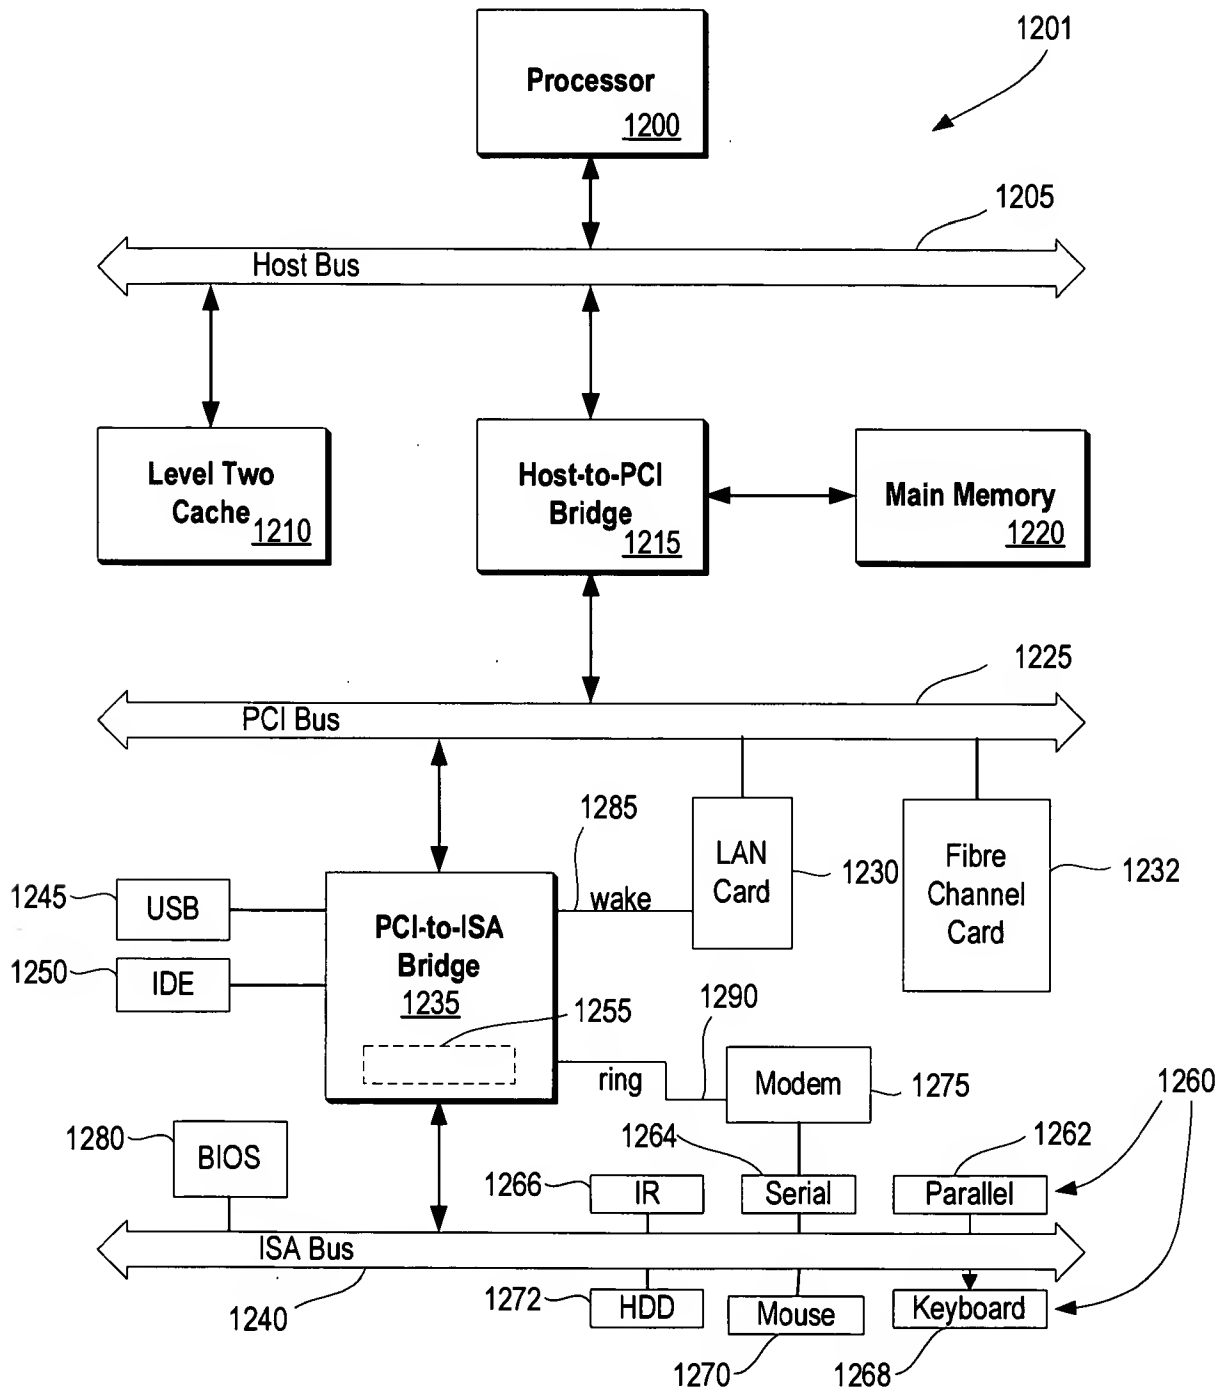 1201
Processor
1200
1205
Host Bus
Level Two
Cache
1210
Host-to-PCI
Bridge
1215
Main Memory
1220
1225
PCI Bus
1285
LAN
Card
1230
Fibre
Channel
Card
1232
1245
USB
wake
PCI-to-ISA
Bridge
1235
1250
IDE
1255
1290
ring
Modem
1275
1260
1280
BIOS
1264
1262
1266
IR
Serial
Parallel
ISA Bus
1240
1272
HDD
Mouse
Keyboard
1270
1268